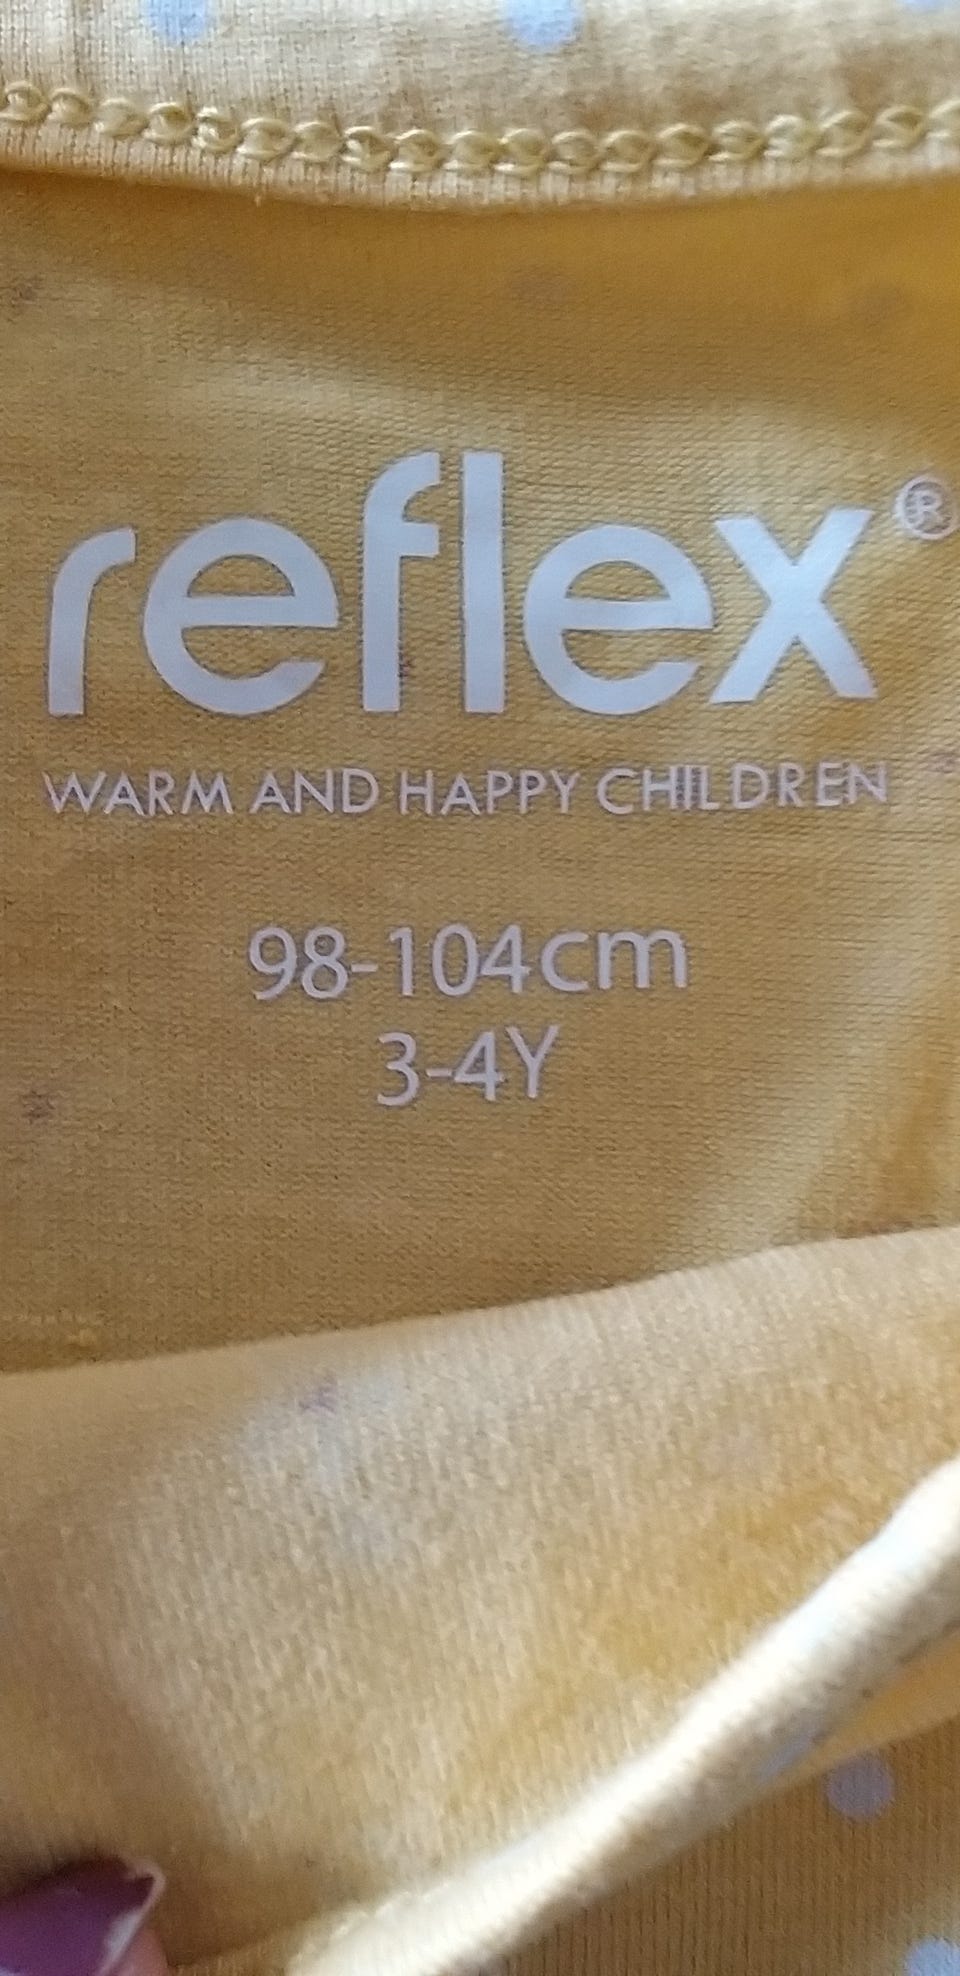 reflex®
WARM AND HAPPY CHILDREN
98-104cm
3-4Y